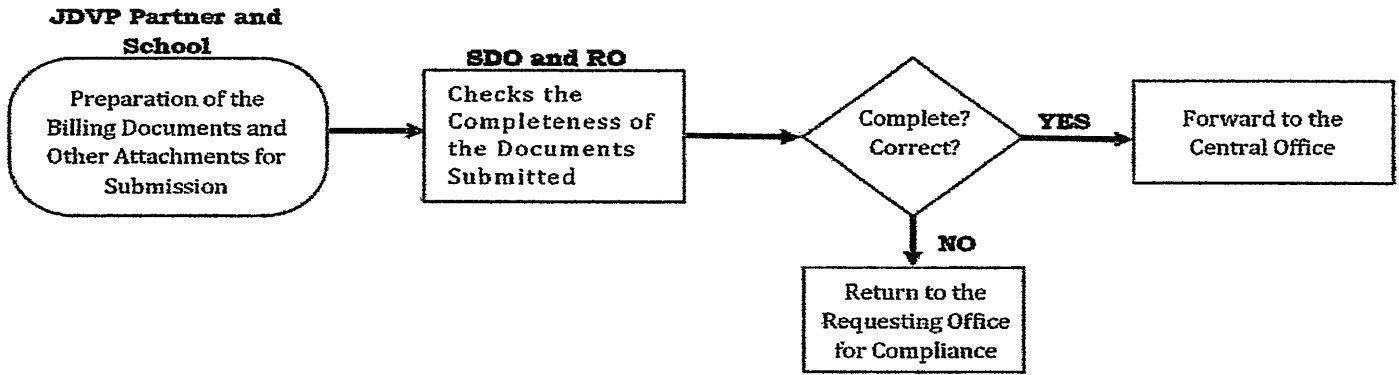 JDVP Partner and
School
Preparation of the
Billing Documents and
Other Attachments for
Submission
SDO and RO
Checks the
Completeness of
the Documents
Submitted
Complete?
Correct?
YES
Forward to the
Central Office
NO
Return to the
Requesting Office
for Compliance